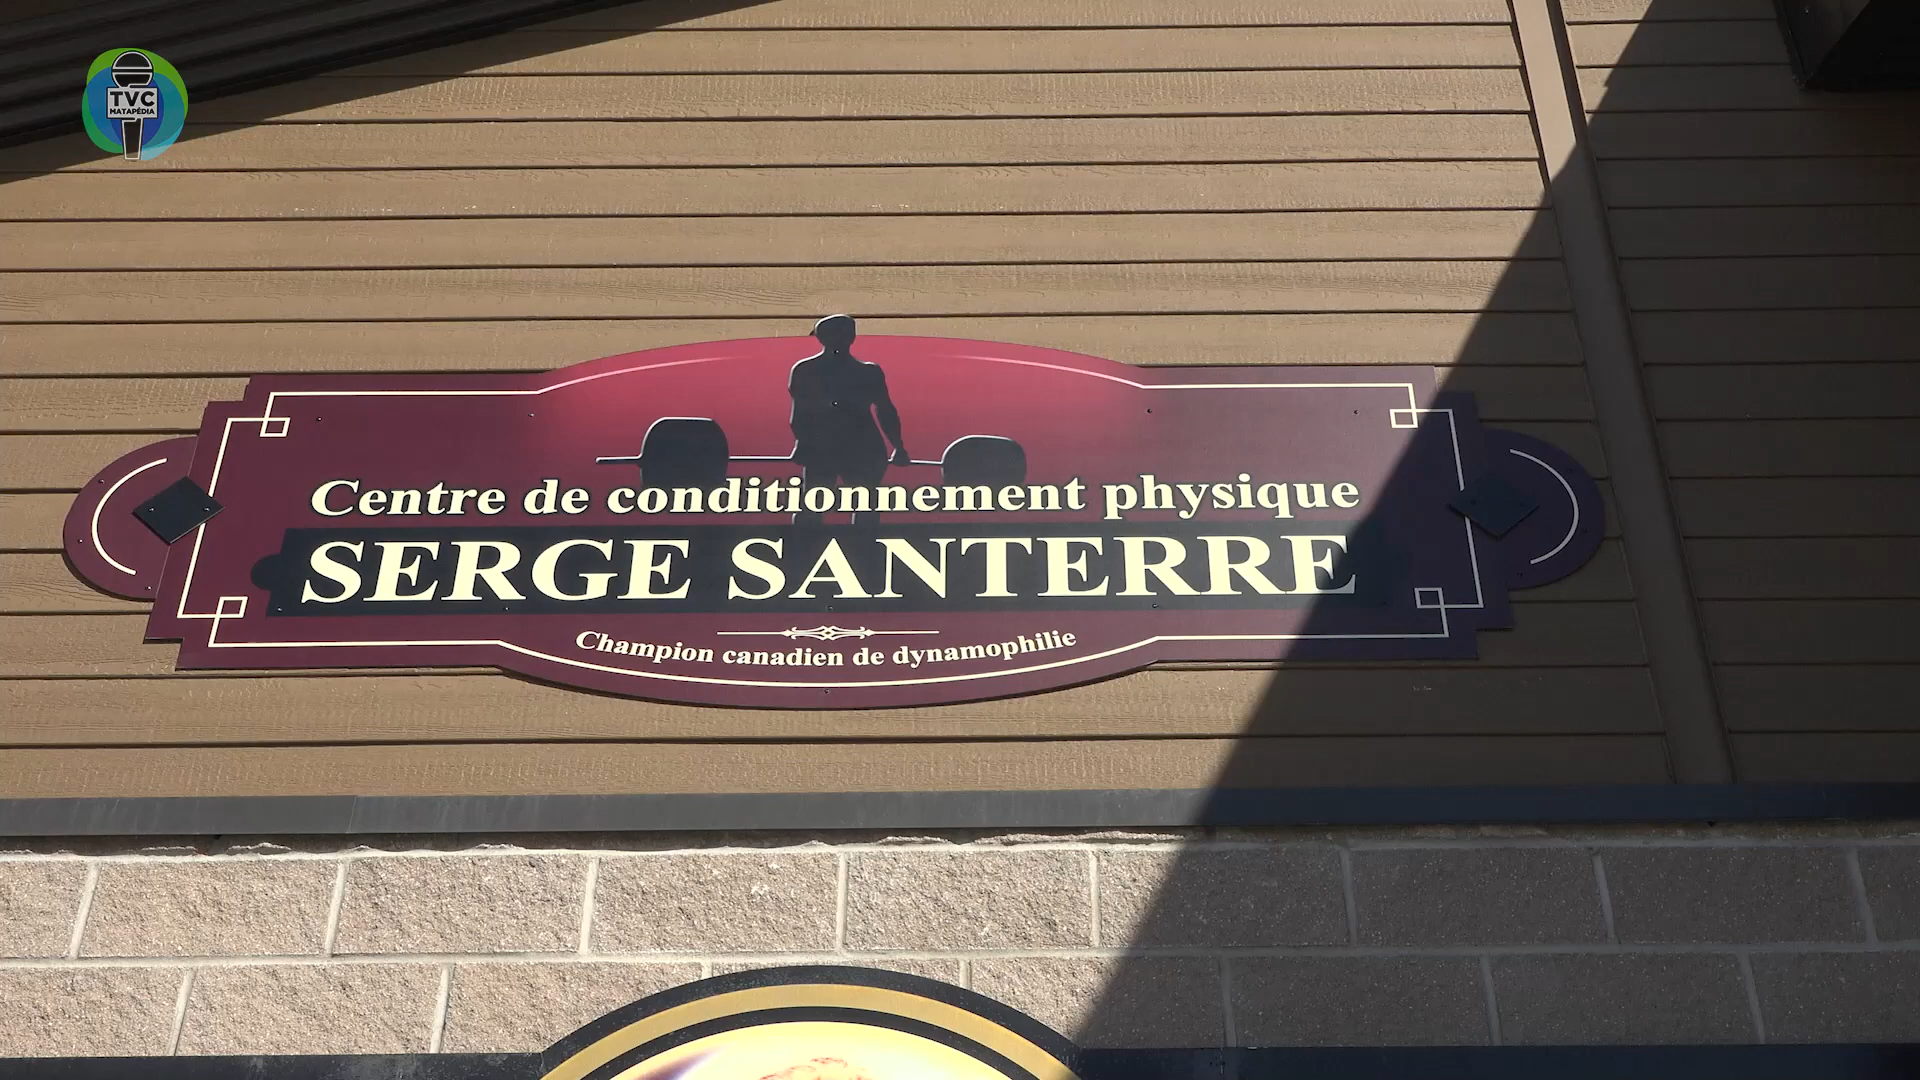 TVC
MATAPÉDIA
Centre de conditionnement physique
SERGE SANTERRE
Champion canadien de dynamophilie